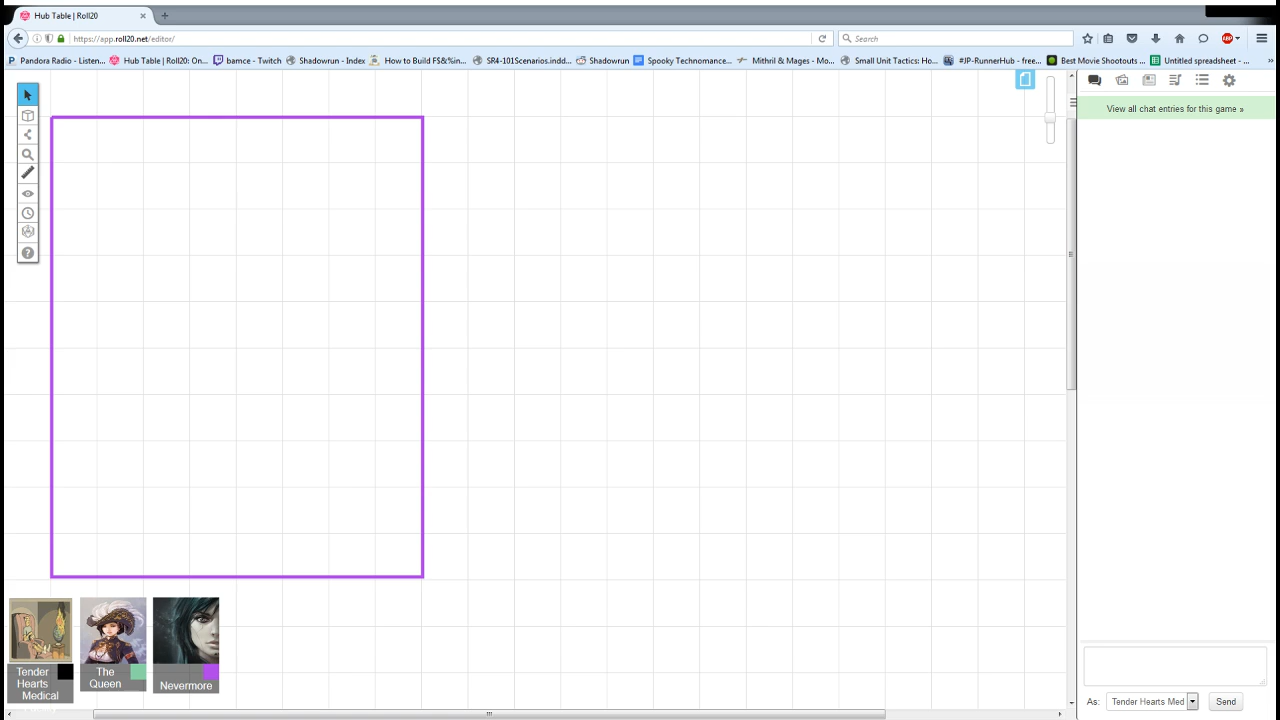 Hub Table | Roll20
https://app.roll20.net/editor/
Search
ABP
Pandora Radio - Listen... Hub Table | Roll20: On... bamce - Twitch Shadowrun - Index How to Build FS&%in... SR4-101Scenarios.indd... Shadowrun Spooky Technomance... Mithril & Mages - Mo... Small Unit Tactics: Ho... #JP-RunnerHub - free... Best Movie Shootouts ... Untitled spreadsheet - ...
View all chat entries for this game »
Tender
Hearts
Medical
The
Queen
Nevermore
As: Tender Hearts Med Send